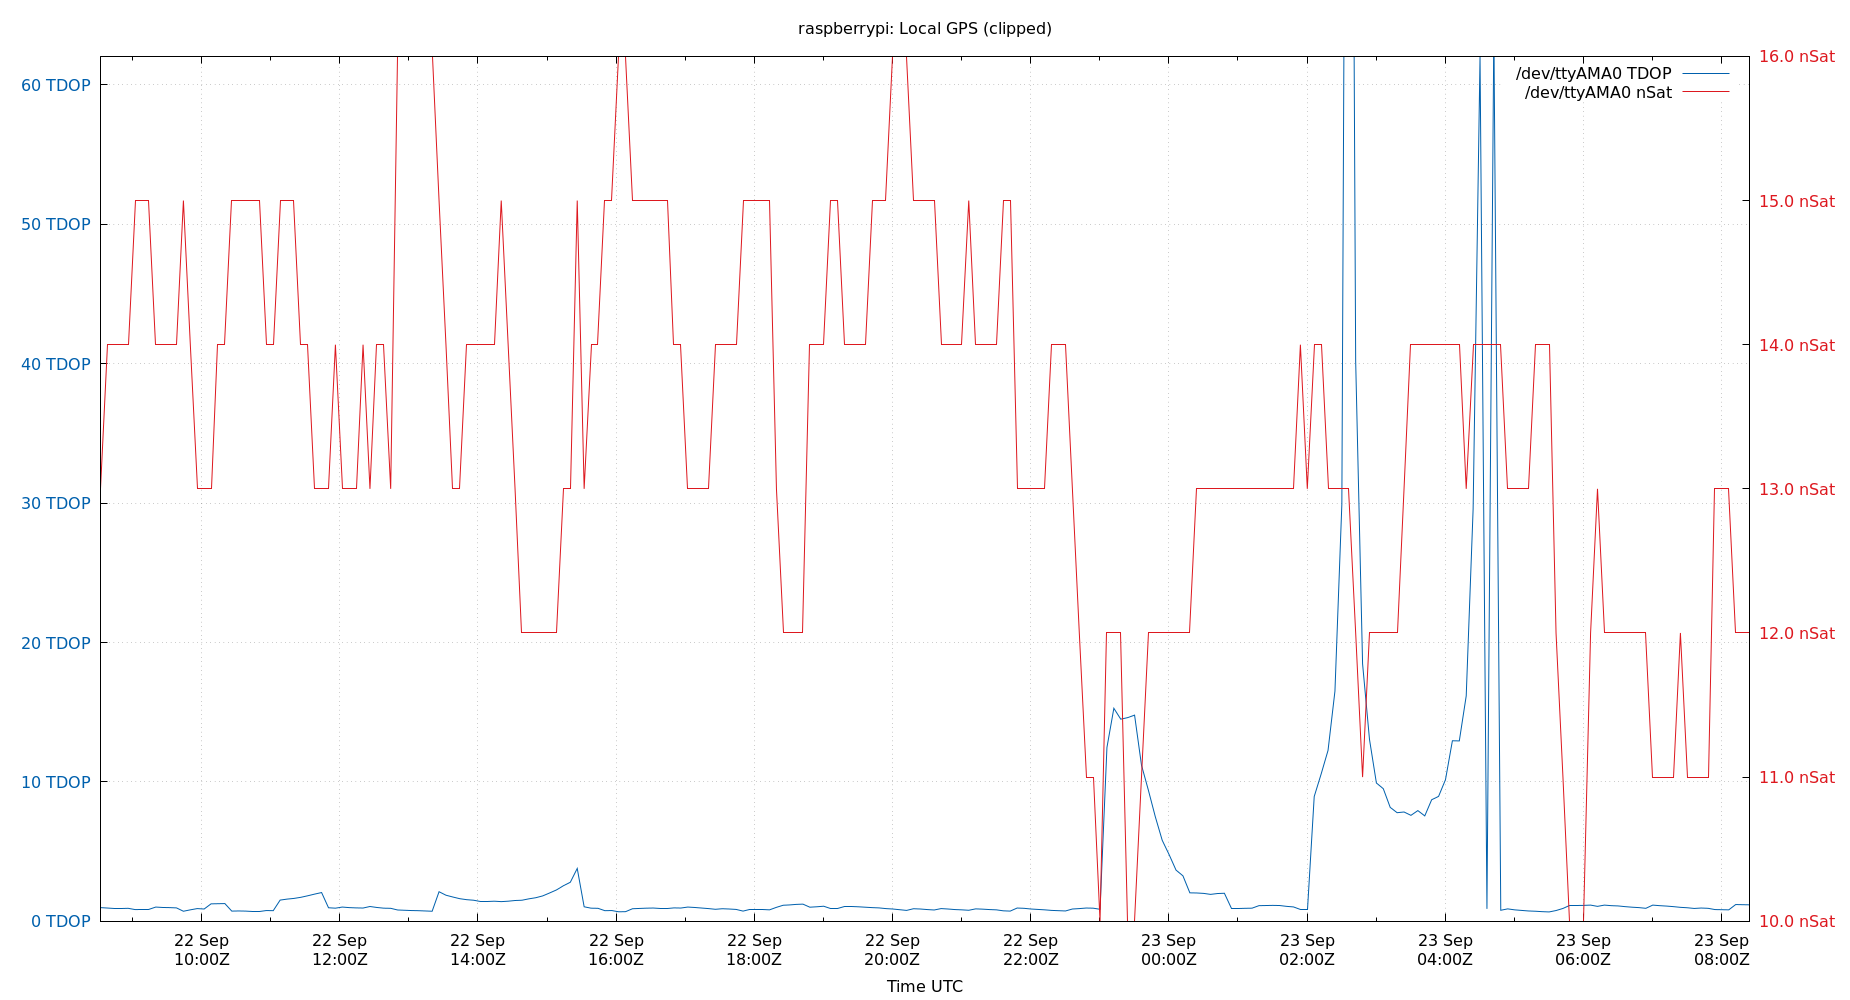 raspberrypi: Local GPS (clipped)
/dev/ttyAMA0 TDOP
/dev/ttyAMA0 nSat
60 TDOP
50 TDOP
40 TDOP
30 TDOP
20 TDOP
10 TDOP
0 TDOP
16.0 nSat
15.0 nSat
14.0 nSat
13.0 nSat
12.0 nSat
11.0 nSat
10.0 nSat
22 Sep
10:00Z
22 Sep
12:00Z
22 Sep
14:00Z
22 Sep
16:00Z
22 Sep
18:00Z
22 Sep
20:00Z
22 Sep
22:00Z
23 Sep
00:00Z
23 Sep
02:00Z
23 Sep
04:00Z
23 Sep
06:00Z
23 Sep
08:00Z
Time UTC